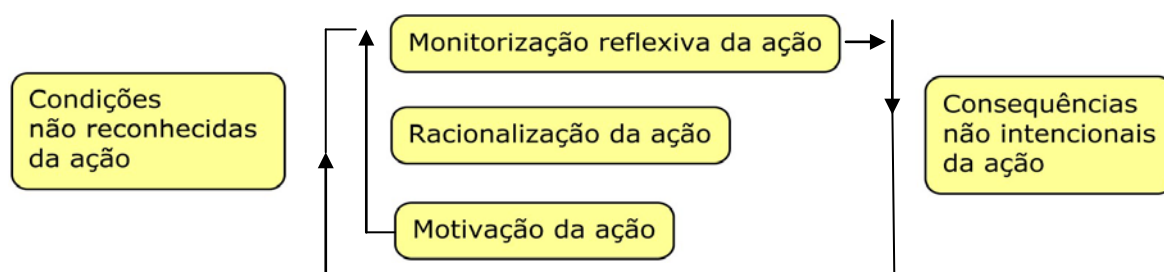 Condições
não reconhecidas
da ação
Monitorização reflexiva da ação
Racionalização da ação
Motivação da ação
Consequências
não intencionais
da ação